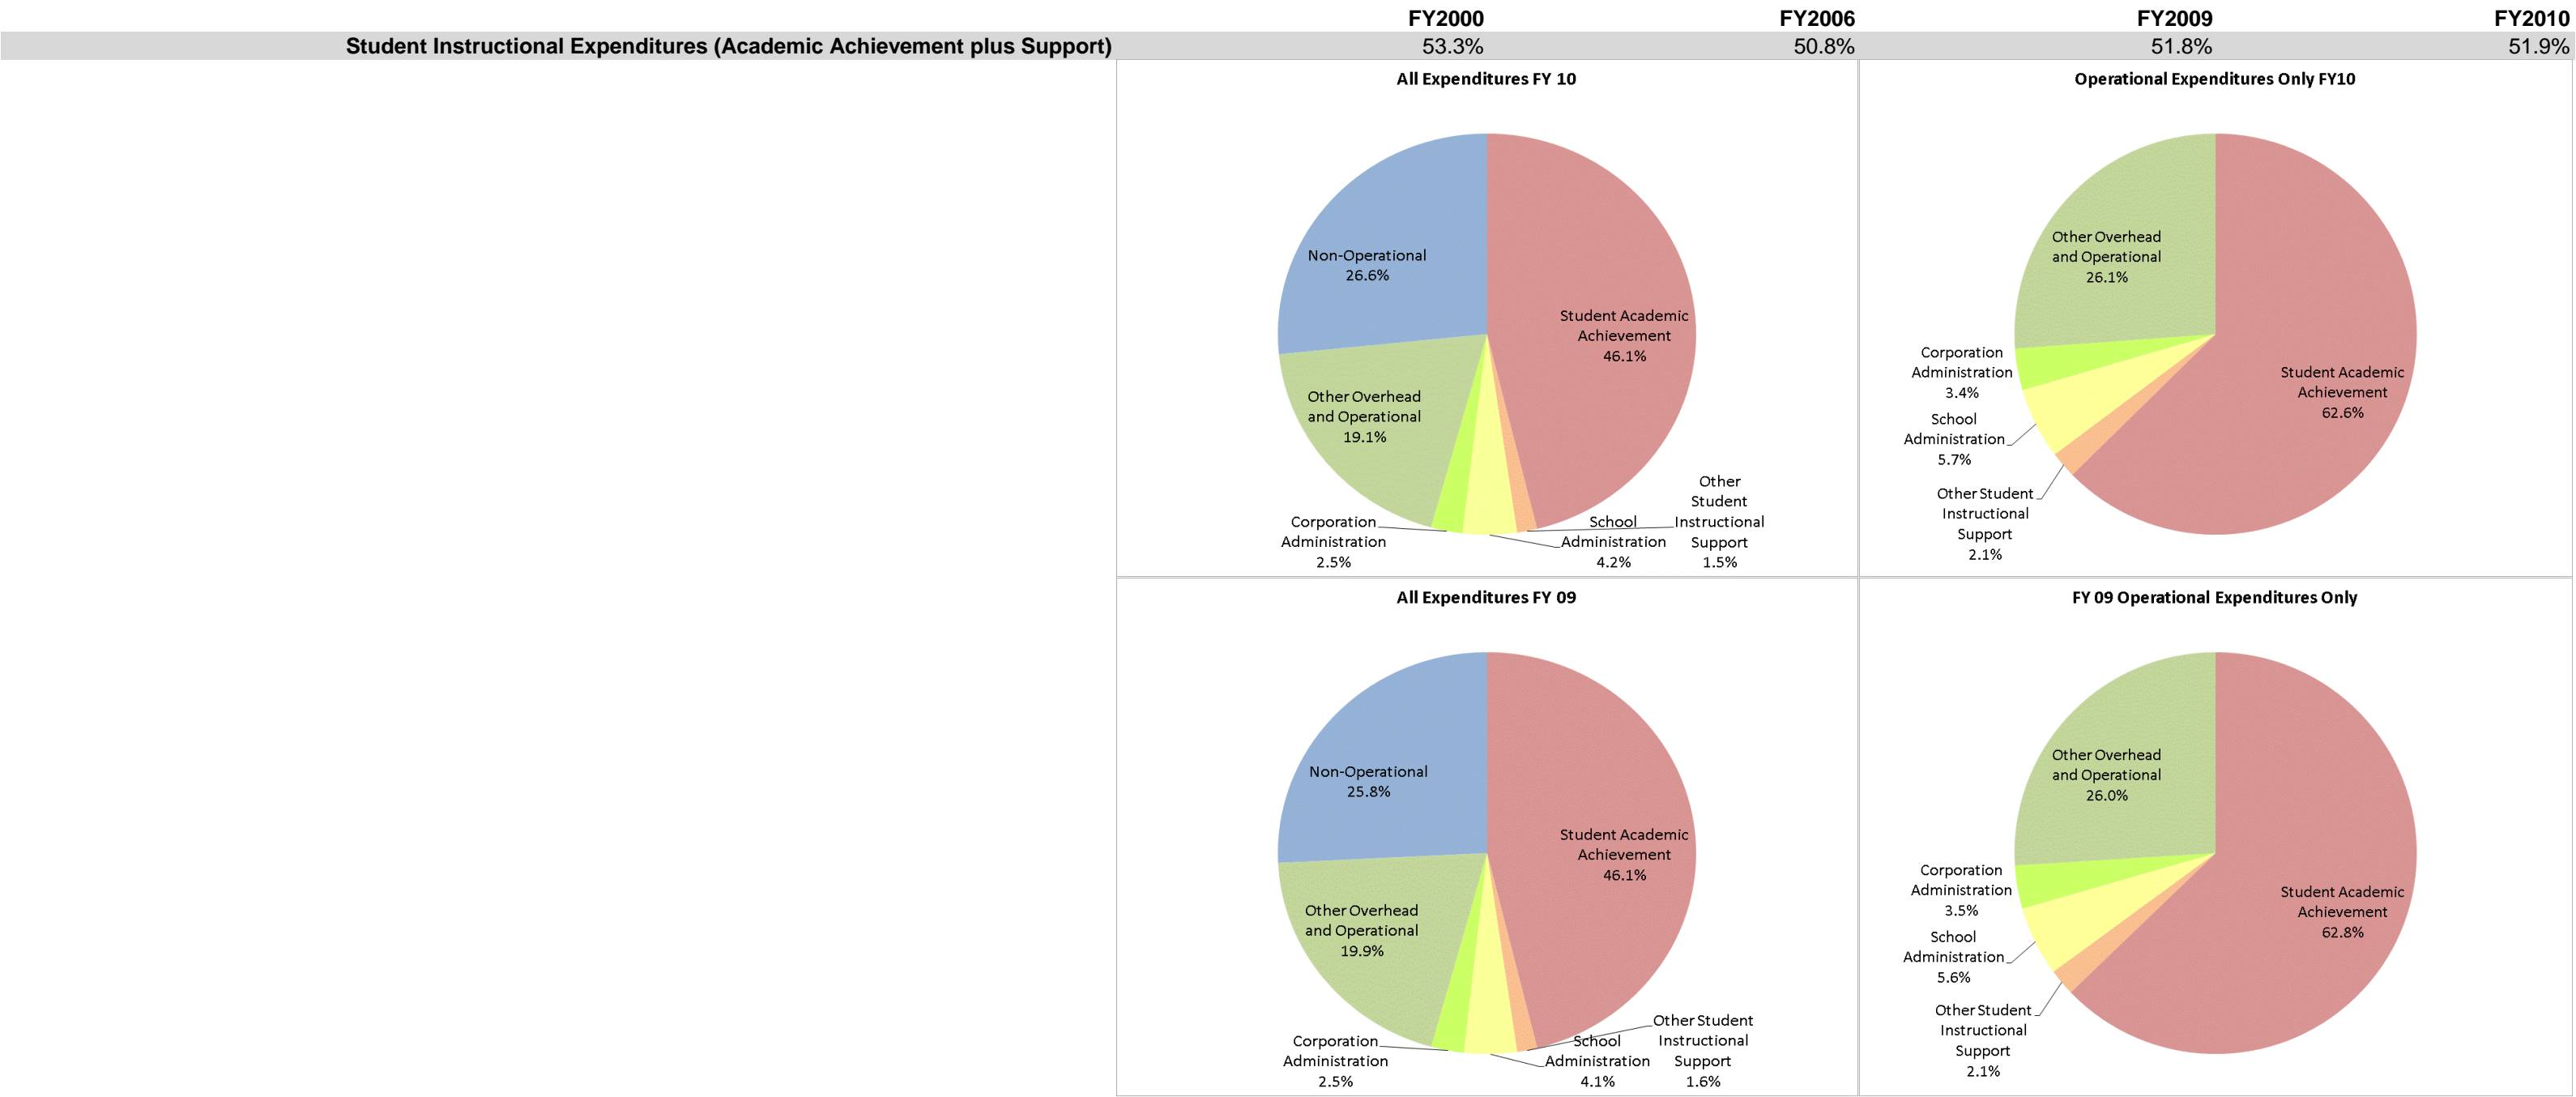 FY2000 FY2006 FY2009 FY2010
Student Instructional Expenditures (Academic Achievement plus Support) 53.3% 50.8% 51.8% 51.9%
All Expenditures FY 10
Non-Operational
26.6%
Student Academic
Achievement
46.1%
Other Overhead
and Operational
19.1%
Corporation
Administration
2.5%
School
Administration
4.2%
Other
Student
Instructional
Support
1.5%
Operational Expenditures Only FY10
Other Overhead
and Operational
26.1%
Corporation
Administration
3.4%
Student Academic
Achievement
62.6%
School
Administration
5.7%
Other Student
Instructional
Support
2.1%
All Expenditures FY 09
Non-Operational
25.8%
Student Academic
Achievement
46.1%
Other Overhead
and Operational
19.9%
Corporation
Administration
2.5%
School
Administration
4.1%
Other Student
Instructional
Support
1.6%
FY 09 Operational Expenditures Only
Other Overhead
and Operational
26.0%
Corporation
Administration
3.5%
Student Academic
Achievement
62.8%
School
Administration
5.6%
Other Student
Instructional
Support
2.1%